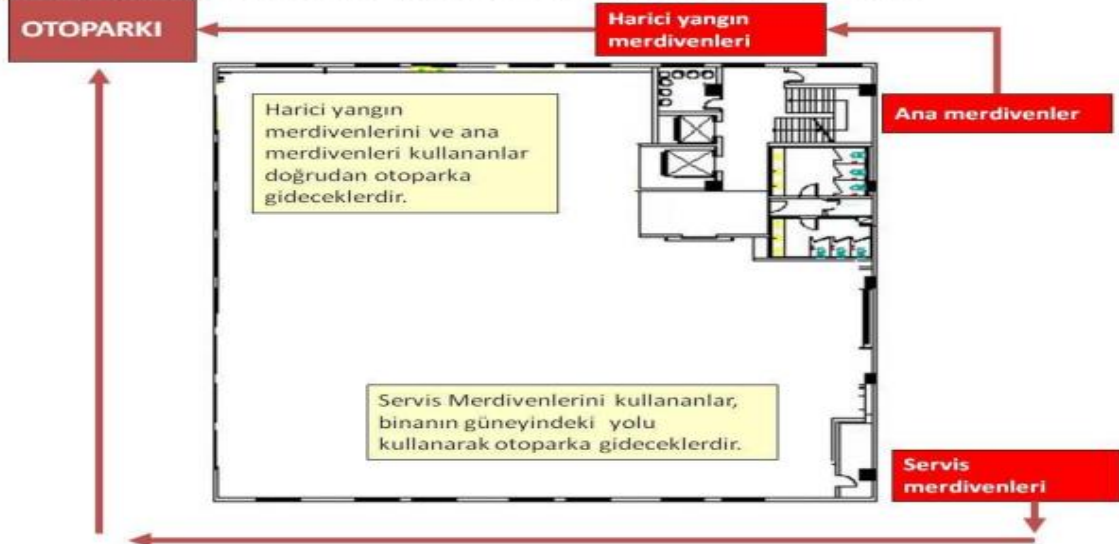 OTOPARKI
Harici yangın
merdivenleri
Ana merdivenler
Harici yangın
merdivenlerini ve ana
merdivenleri kullananlar
doğrudan otoparka
gideceklerdir.
Servis Merdivenlerini kullananlar,
binanın güneyindeki yolu
kullanarak otoparka gideceklerdir.
Servis
merdivenleri